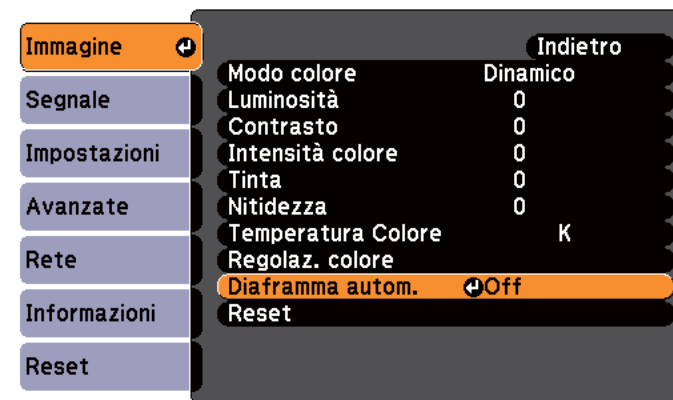 Immagine
Segnale
Impostazioni
Avanzate
Rete
Informazioni
Reset
Indietro
Modo colore Dinamico
Luminosità 0
Contrasto 0
Intensità colore 0
Tinta 0
Nitidezza 0
Temperatura Colore K
Regolaz. colore
Diaframma autom. Off
Reset